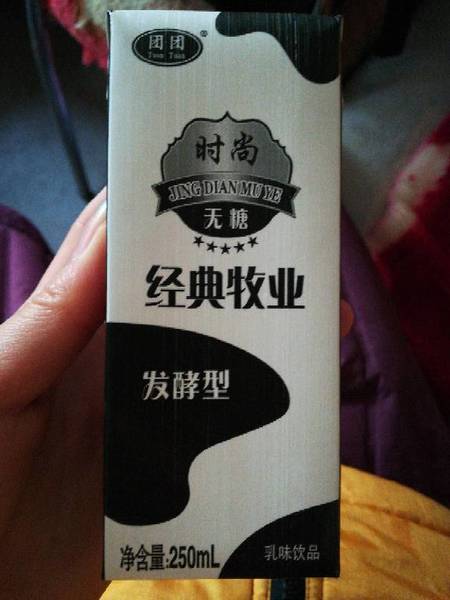 团团®
Tuan Tuan
时尚
JING DIAN MU YE
无糖
经典牧业
发酵型
净含量:250mL
乳味饮品